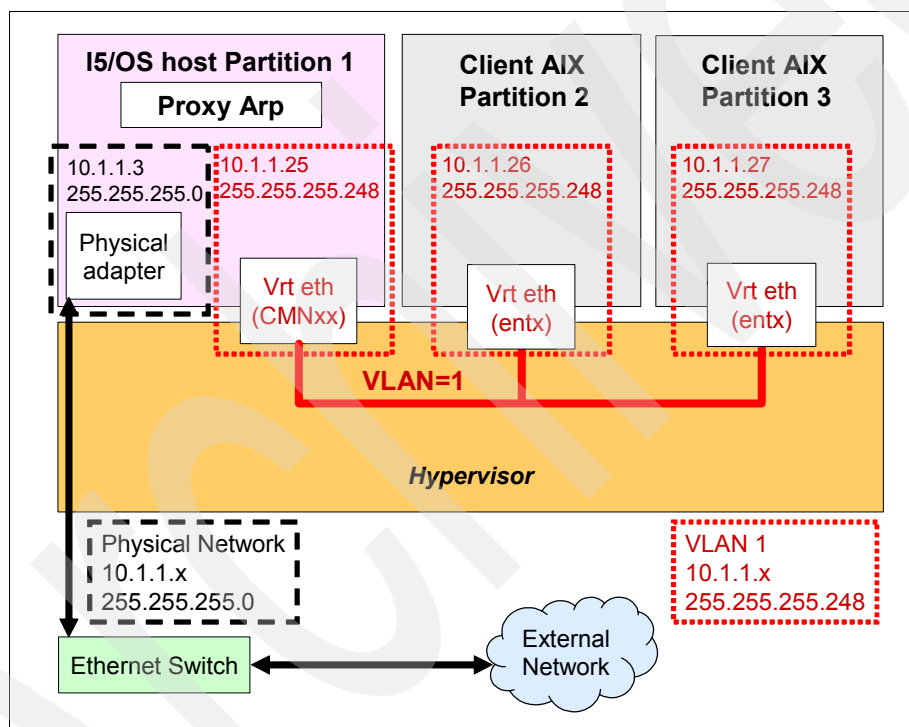 I5/OS host Partition 1
Proxy Arp
10.1.1.3
255.255.255.0
Physical
adapter
10.1.1.25
255.255.255.248
Vrt eth
(CMNxx)
Client AIX
Partition 2
10.1.1.26
255.255.255.248
Vrt eth
(entx)
Client AIX
Partition 3
10.1.1.27
255.255.255.248
Vrt eth
(entx)
VLAN=1
Hypervisor
Physical Network
10.1.1.x
255.255.255.0
VLAN 1
10.1.1.x
255.255.255.248
Ethernet Switch
External
Network